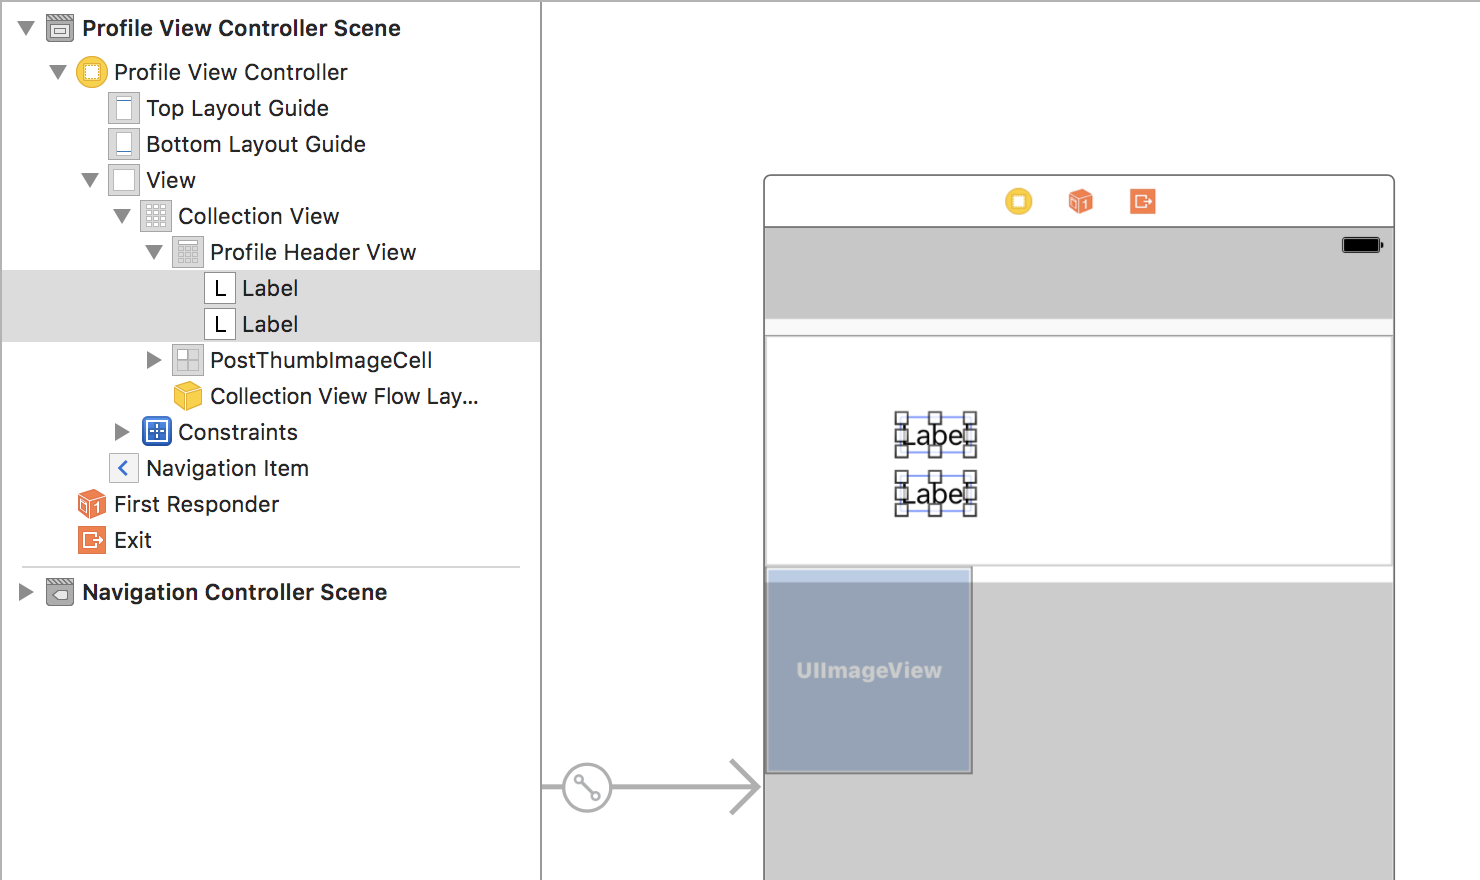 Profile View Controller Scene
Profile View Controller
Top Layout Guide
Bottom Layout Guide
View
Collection View
Profile Header View
L Label
L Label
PostThumbImageCell
Collection View Flow Lay...
Constraints
Navigation Item
First Responder
Exit
Navigation Controller Scene
1
Label
Label
UIImageView